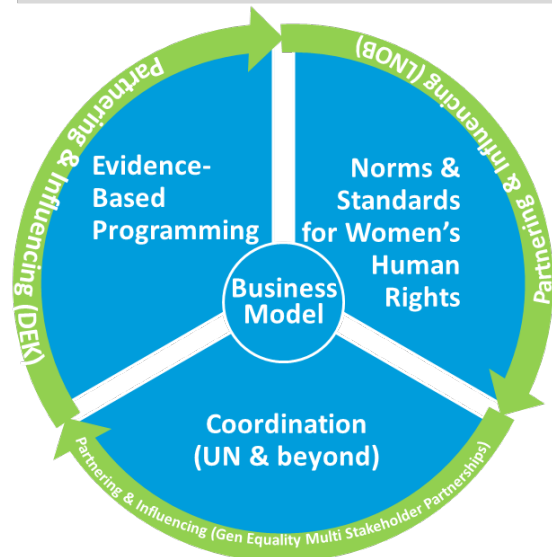 Partnering & Influencing (DEK)
Partnering & Influencing (LNOB)
Evidence-
Based
Programming
Norms &
Standards
for Women's
Human
Rights
Business
Model
Coordination
(UN & beyond)
Partnering & Influencing (Gen Equality Multi Stakeholder Partnerships)